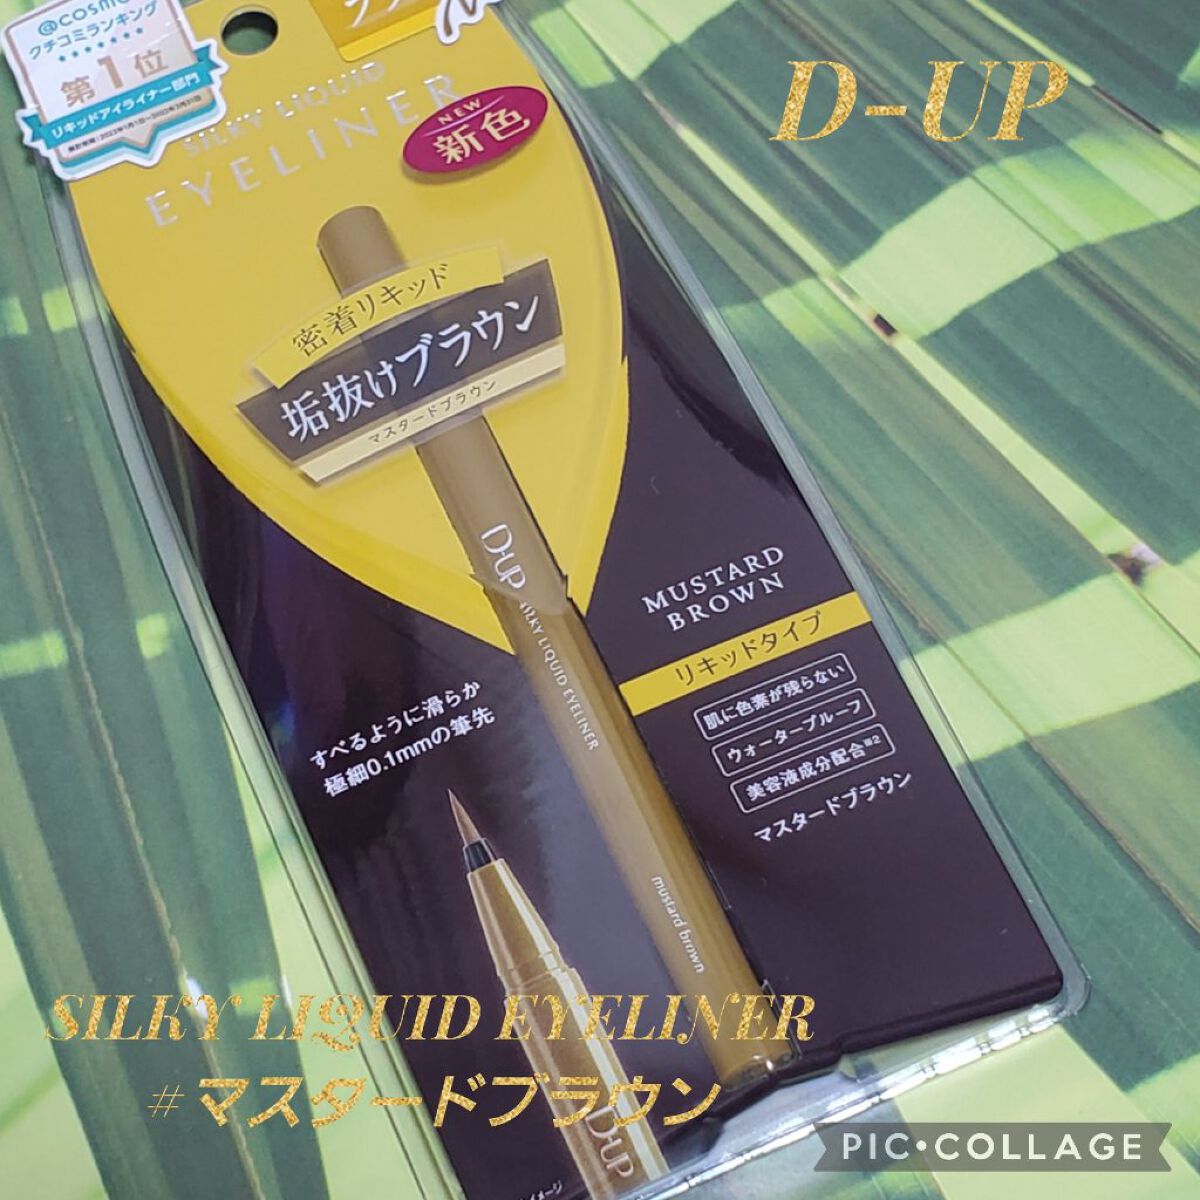 @cosme
クチコミランキング
第1位
リキッドアイライナー部門
SILKY LIQUID
EYELINER
NEW
新色
D-UP
密着リキッド
垢抜けブラウン
マスタードブラウン
D-UP SILKY LIQUID EYELINER
mustard brown
MUSTARD
BROWN
リキッドタイプ
肌に色素が残らない
ウォータープルーフ
美容液成分配合※2
マスタードブラウン
すべるように滑らか
極細0.1mmの筆先
D-UP
SILKY LIQUID EYELINER
#マスタードブラウン
PIC•COLLAGE